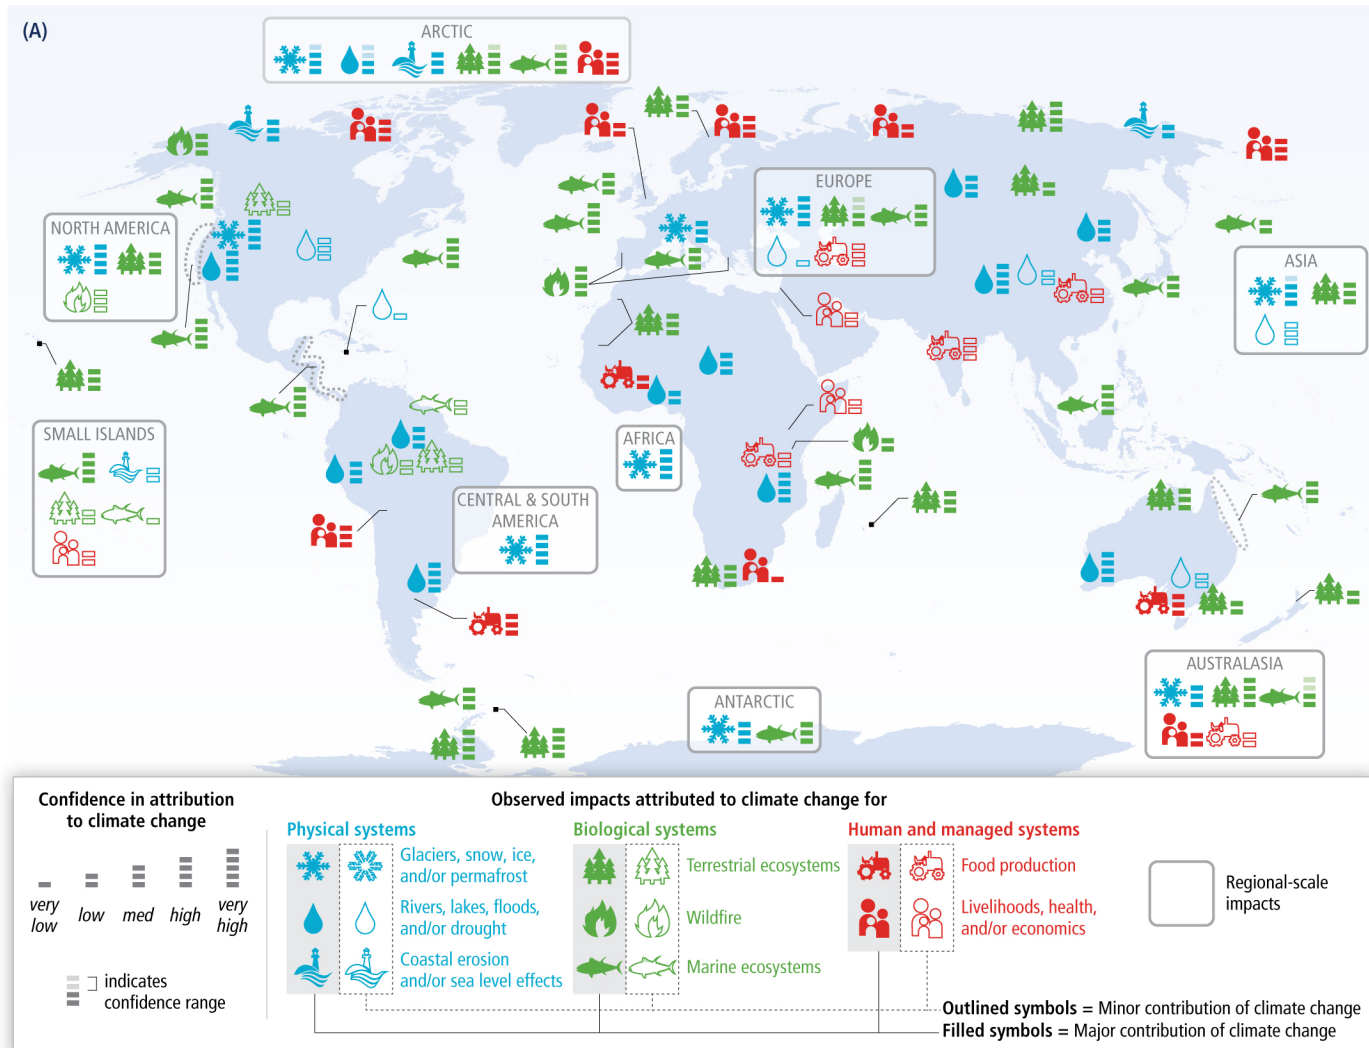 (A)
ARCTIC
NORTH AMERICA
EUROPE
ASIA
SMALL ISLANDS
AFRICA
CENTRAL & SOUTH
AMERICA
ANTARCTIC
AUSTRALASIA
Confidence in attribution
to climate change
very
low
low
med
high
very
high
indicates
confidence range
Observed impacts attributed to climate change for
Physical systems
Glaciers, snow, ice,
and/or permafrost
Rivers, lakes, floods,
and/or drought
Coastal erosion
and/or sea level effects
Biological systems
Terrestrial ecosystems
Wildfire
Marine ecosystems
Human and managed systems
Food production
Livelihoods, health,
and/or economics
Regional-scale
impacts
Outlined symbols = Minor contribution of climate change
Filled symbols = Major contribution of climate change